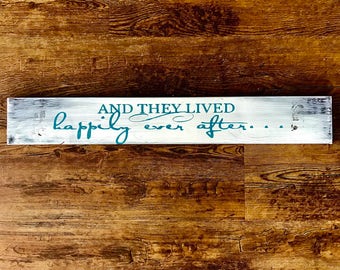 AND THEY LIVED
happily ever after....